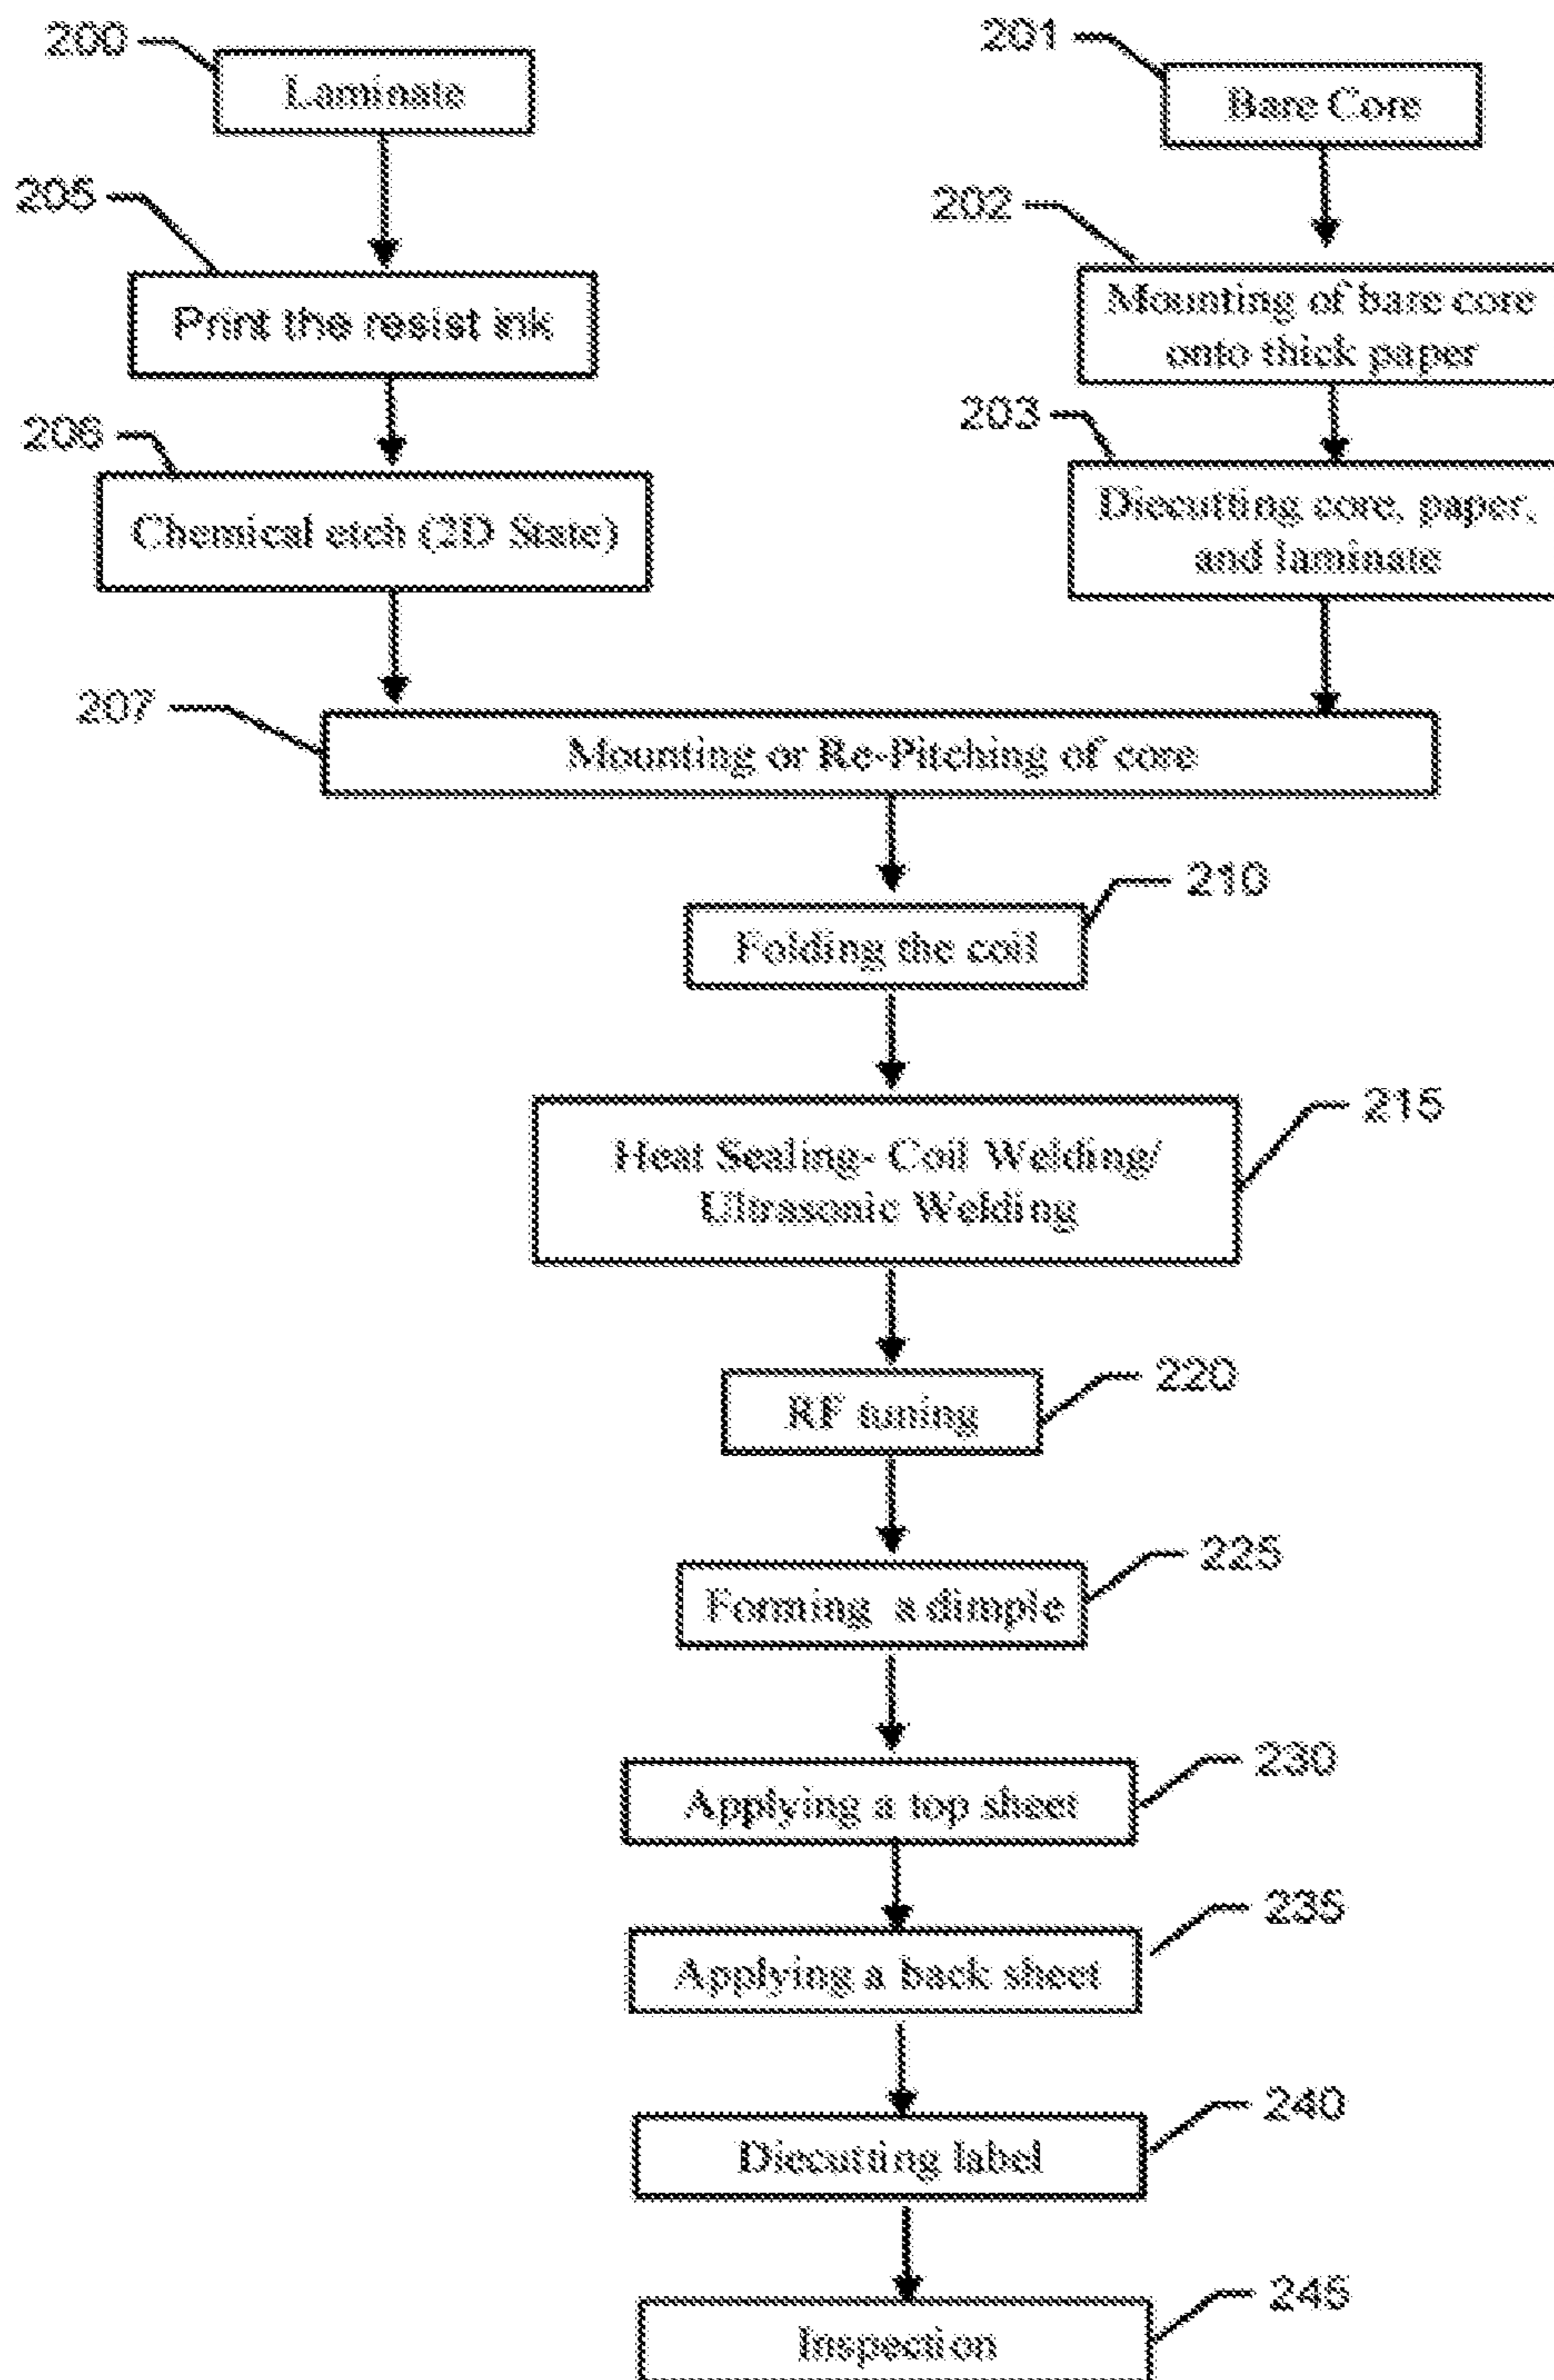 200
Laminate
201
Bare Core
205
Print the resist ink
202
Mounting of bare core
onto thick paper
206
Chemical etch (2D State)
203
Diecutting core, paper,
and laminate
207
Mounting or Re-Pitching of core
210
Folding the coil
215
Heat Sealing- Coil Welding/
Ultrasonic Welding
220
RF tuning
225
Forming a dimple
230
Applying a top sheet
235
Applying a back sheet
240
Diecutting label
245
Inspection